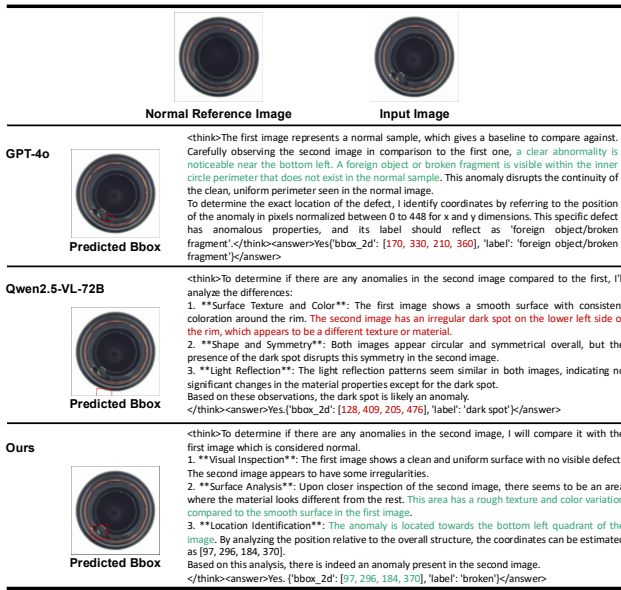 Normal Reference Image
Input Image
GPT-4o
Predicted Bbox
<think>The first image represents a normal sample, which gives a baseline to compare against.
Carefully observing the second image in comparison to the first one, a clear abnormality is
noticeable near the bottom left. A foreign object or broken fragment is visible within the inner
circle perimeter that does not exist in the normal sample. This anomaly disrupts the continuity of
the clean, uniform perimeter seen in the normal image.
To determine the exact location of the defect, I identify coordinates by referring to the position
of the anomaly in pixels normalized between 0 to 448 for x and y dimensions. This specific defect
has anomalous properties, and its label should reflect as 'foreign object/broken
fragment'.</think><answer>Yes{'bbox_2d': [170, 330, 210, 360], 'label': 'foreign object/broken
fragment'}</answer>
Qwen2.5-VL-72B
Predicted Bbox
<think>To determine if there are any anomalies in the second image compared to the first, I'l
analyze the differences:
1. **Surface Texture and Color**: The first image shows a smooth surface with consisten
coloration around the rim. The second image has an irregular dark spot on the lower left side o
the rim, which appears to be a different texture or material.
2. **Shape and Symmetry**: Both images appear circular and symmetrical overall, but the
presence of the dark spot disrupts this symmetry in the second image.
3. **Light Reflection**: The light reflection patterns seem similar in both images, indicating no
significant changes in the material properties except for the dark spot.
Based on these observations, the dark spot is likely an anomaly.
</think><answer>Yes.{'bbox_2d': [128, 409, 205, 476], 'label': 'dark spot'}</answer>
Ours
Predicted Bbox
<think>To determine if there are any anomalies in the second image, I will compare it with the
first image which is considered normal.
1. **Visual Inspection**: The first image shows a clean and uniform surface with no visible defect
The second image appears to have some irregularities.
2. **Surface Analysis**: Upon closer inspection of the second image, there seems to be an area
where the material looks different from the rest. This area has a rough texture and color variation
compared to the smooth surface in the first image.
3. **Location Identification**: The anomaly is located towards the bottom left quadrant of the
image. By analyzing the position relative to the overall structure, the coordinates can be estimated
as [97, 296, 184, 370].
Based on this analysis, there is indeed an anomaly present in the second image.
</think><answer>Yes. {'bbox_2d': [97, 296, 184, 370], 'label': 'broken'}</answer>